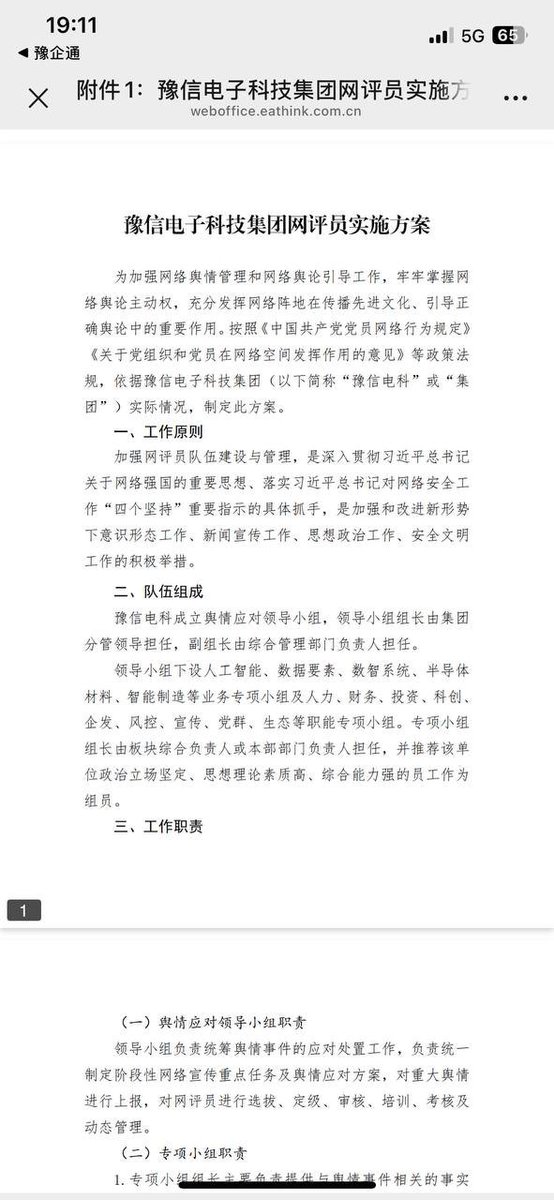 19:11
5G 65
豫企通
附件1：豫信电子科技集团网评员实施方
weboffice.eathink.com.cn
豫信电子科技集团网评员实施方案
为加强网络舆情管理和网络舆论引导工作，牢牢掌握网
络舆论主动权，充分发挥网络阵地在传播先进文化、引导正
确舆论中的重要作用。按照《中国共产党党员网络行为规定》
《关于党组织和党员在网络空间发挥作用的意见》等政策法
规，依据豫信电子科技集团（以下简称“豫信电科”或“集
团”）实际情况，制定此方案。
一、工作原则
加强网评员队伍建设与管理，是深入贯彻习近平总书记
关于网络强国的重要思想、落实习近平总书记对网络安全工
作“四个坚持”重要指示的具体抓手，是加强和改进新形势
下意识形态工作、新闻宣传工作、思想政治工作、安全文明
工作的积极举措。
二、队伍组成
豫信电科成立舆情应对领导小组，领导小组组长由集团
分管领导担任，副组长由综合管理部门负责人担任。
领导小组下设人工智能、数据要素、数智系统、半导体
材料、智能制造等业务专项小组及人力、财务、投资、科创、
企发、风控、宣传、党群、生态等职能专项小组。专项小组
组长由板块综合负责人或本部部门负责人担任，并推荐该单
位政治立场坚定、思想理论素质高、综合能力强的员工作为
组员。
三、工作职责
1
（一）舆情应对领导小组职责
领导小组负责统筹舆情事件的应对处置工作，负责统一
制定阶段性网络宣传重点任务及舆情应对方案，对重大舆情
进行上报，对网评员进行选拔、定级、审核、培训、考核及
动态管理。
（二）专项小组职责
1.专项小组组长主要负责提供与舆情事件相关的事实